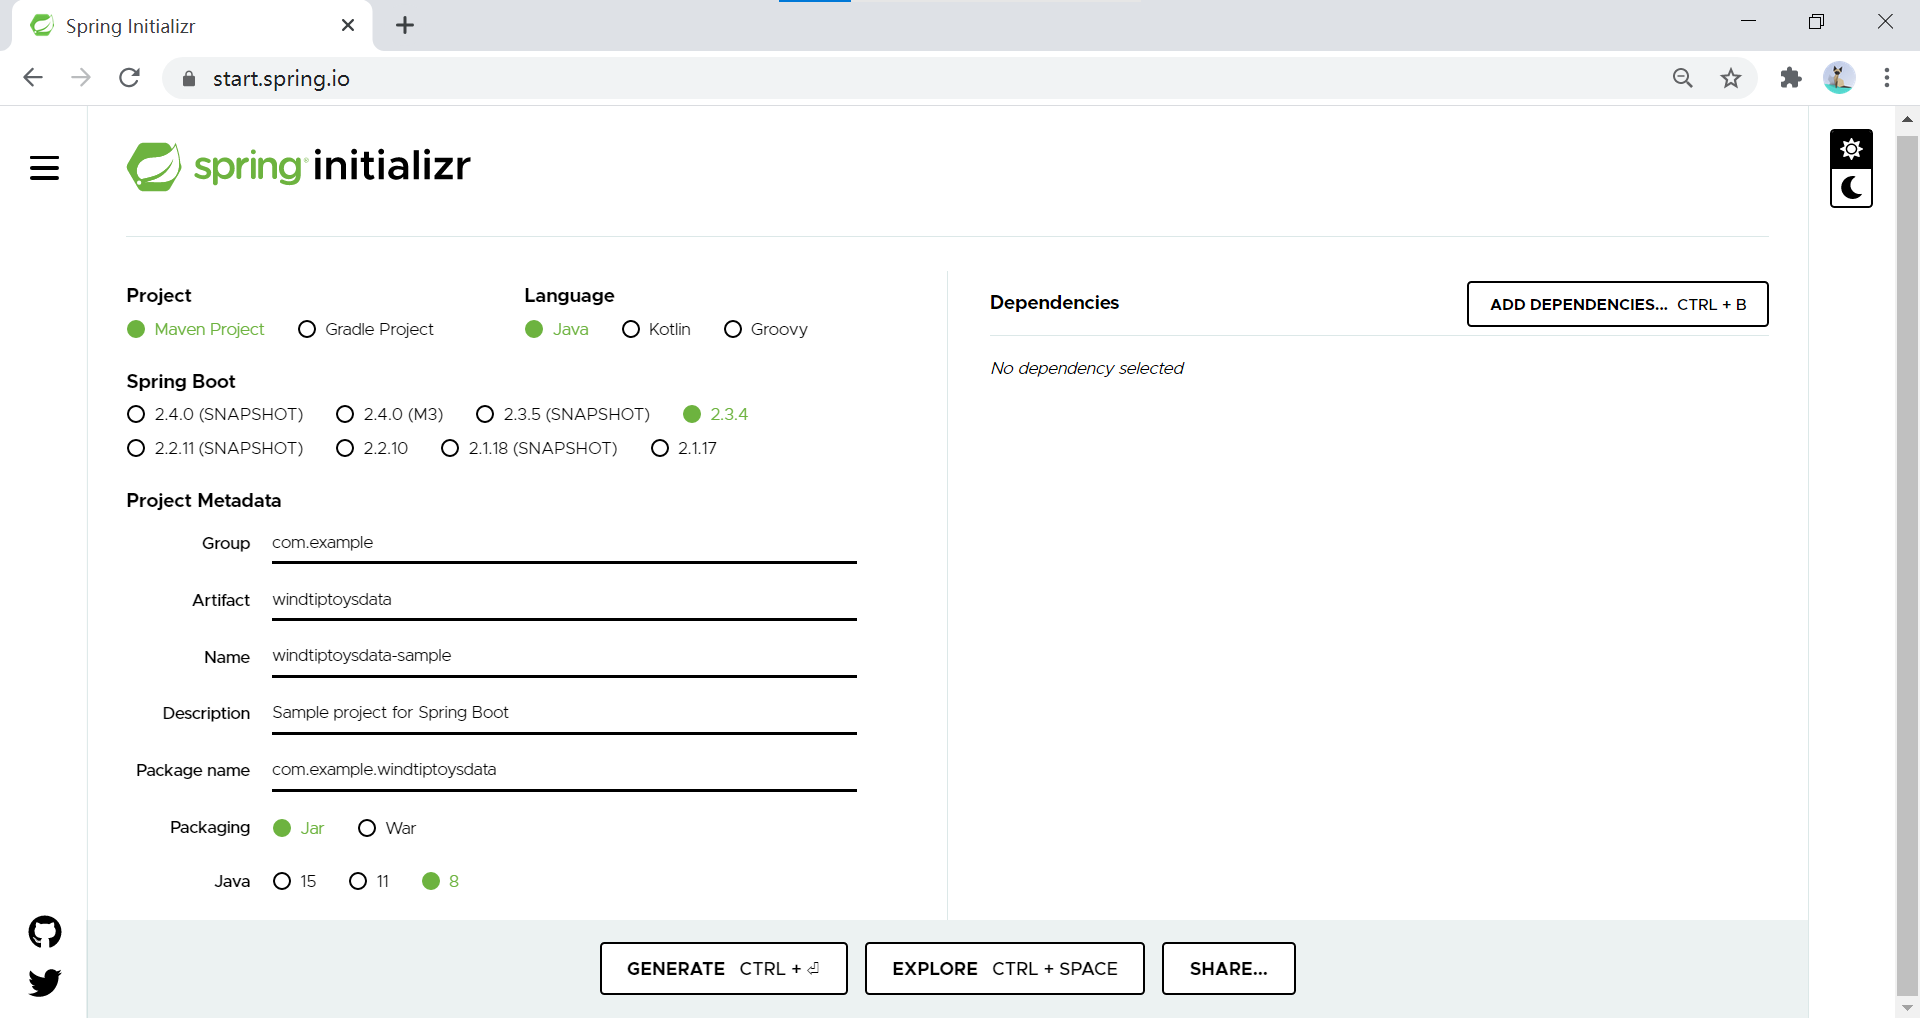 Spring Initializr
start.spring.io
spring initializr
Project
Maven Project
Gradle Project
Language
Java
Kotlin
Groovy
Spring Boot
2.4.0 (SNAPSHOT)
2.4.0 (M3)
2.3.5 (SNAPSHOT)
2.3.4
2.2.11 (SNAPSHOT)
2.2.10
2.1.18 (SNAPSHOT)
2.1.17
Project Metadata
Group
com.example
Artifact
windtiptoysdata
Name
windtiptoysdata-sample
Description
Sample project for Spring Boot
Package name
com.example.windtiptoysdata
Packaging
Jar
War
Java
15
11
8
Dependencies
ADD DEPENDENCIES... CTRL + B
No dependency selected
GENERATE CTRL + ⏎
EXPLORE CTRL + SPACE
SHARE...